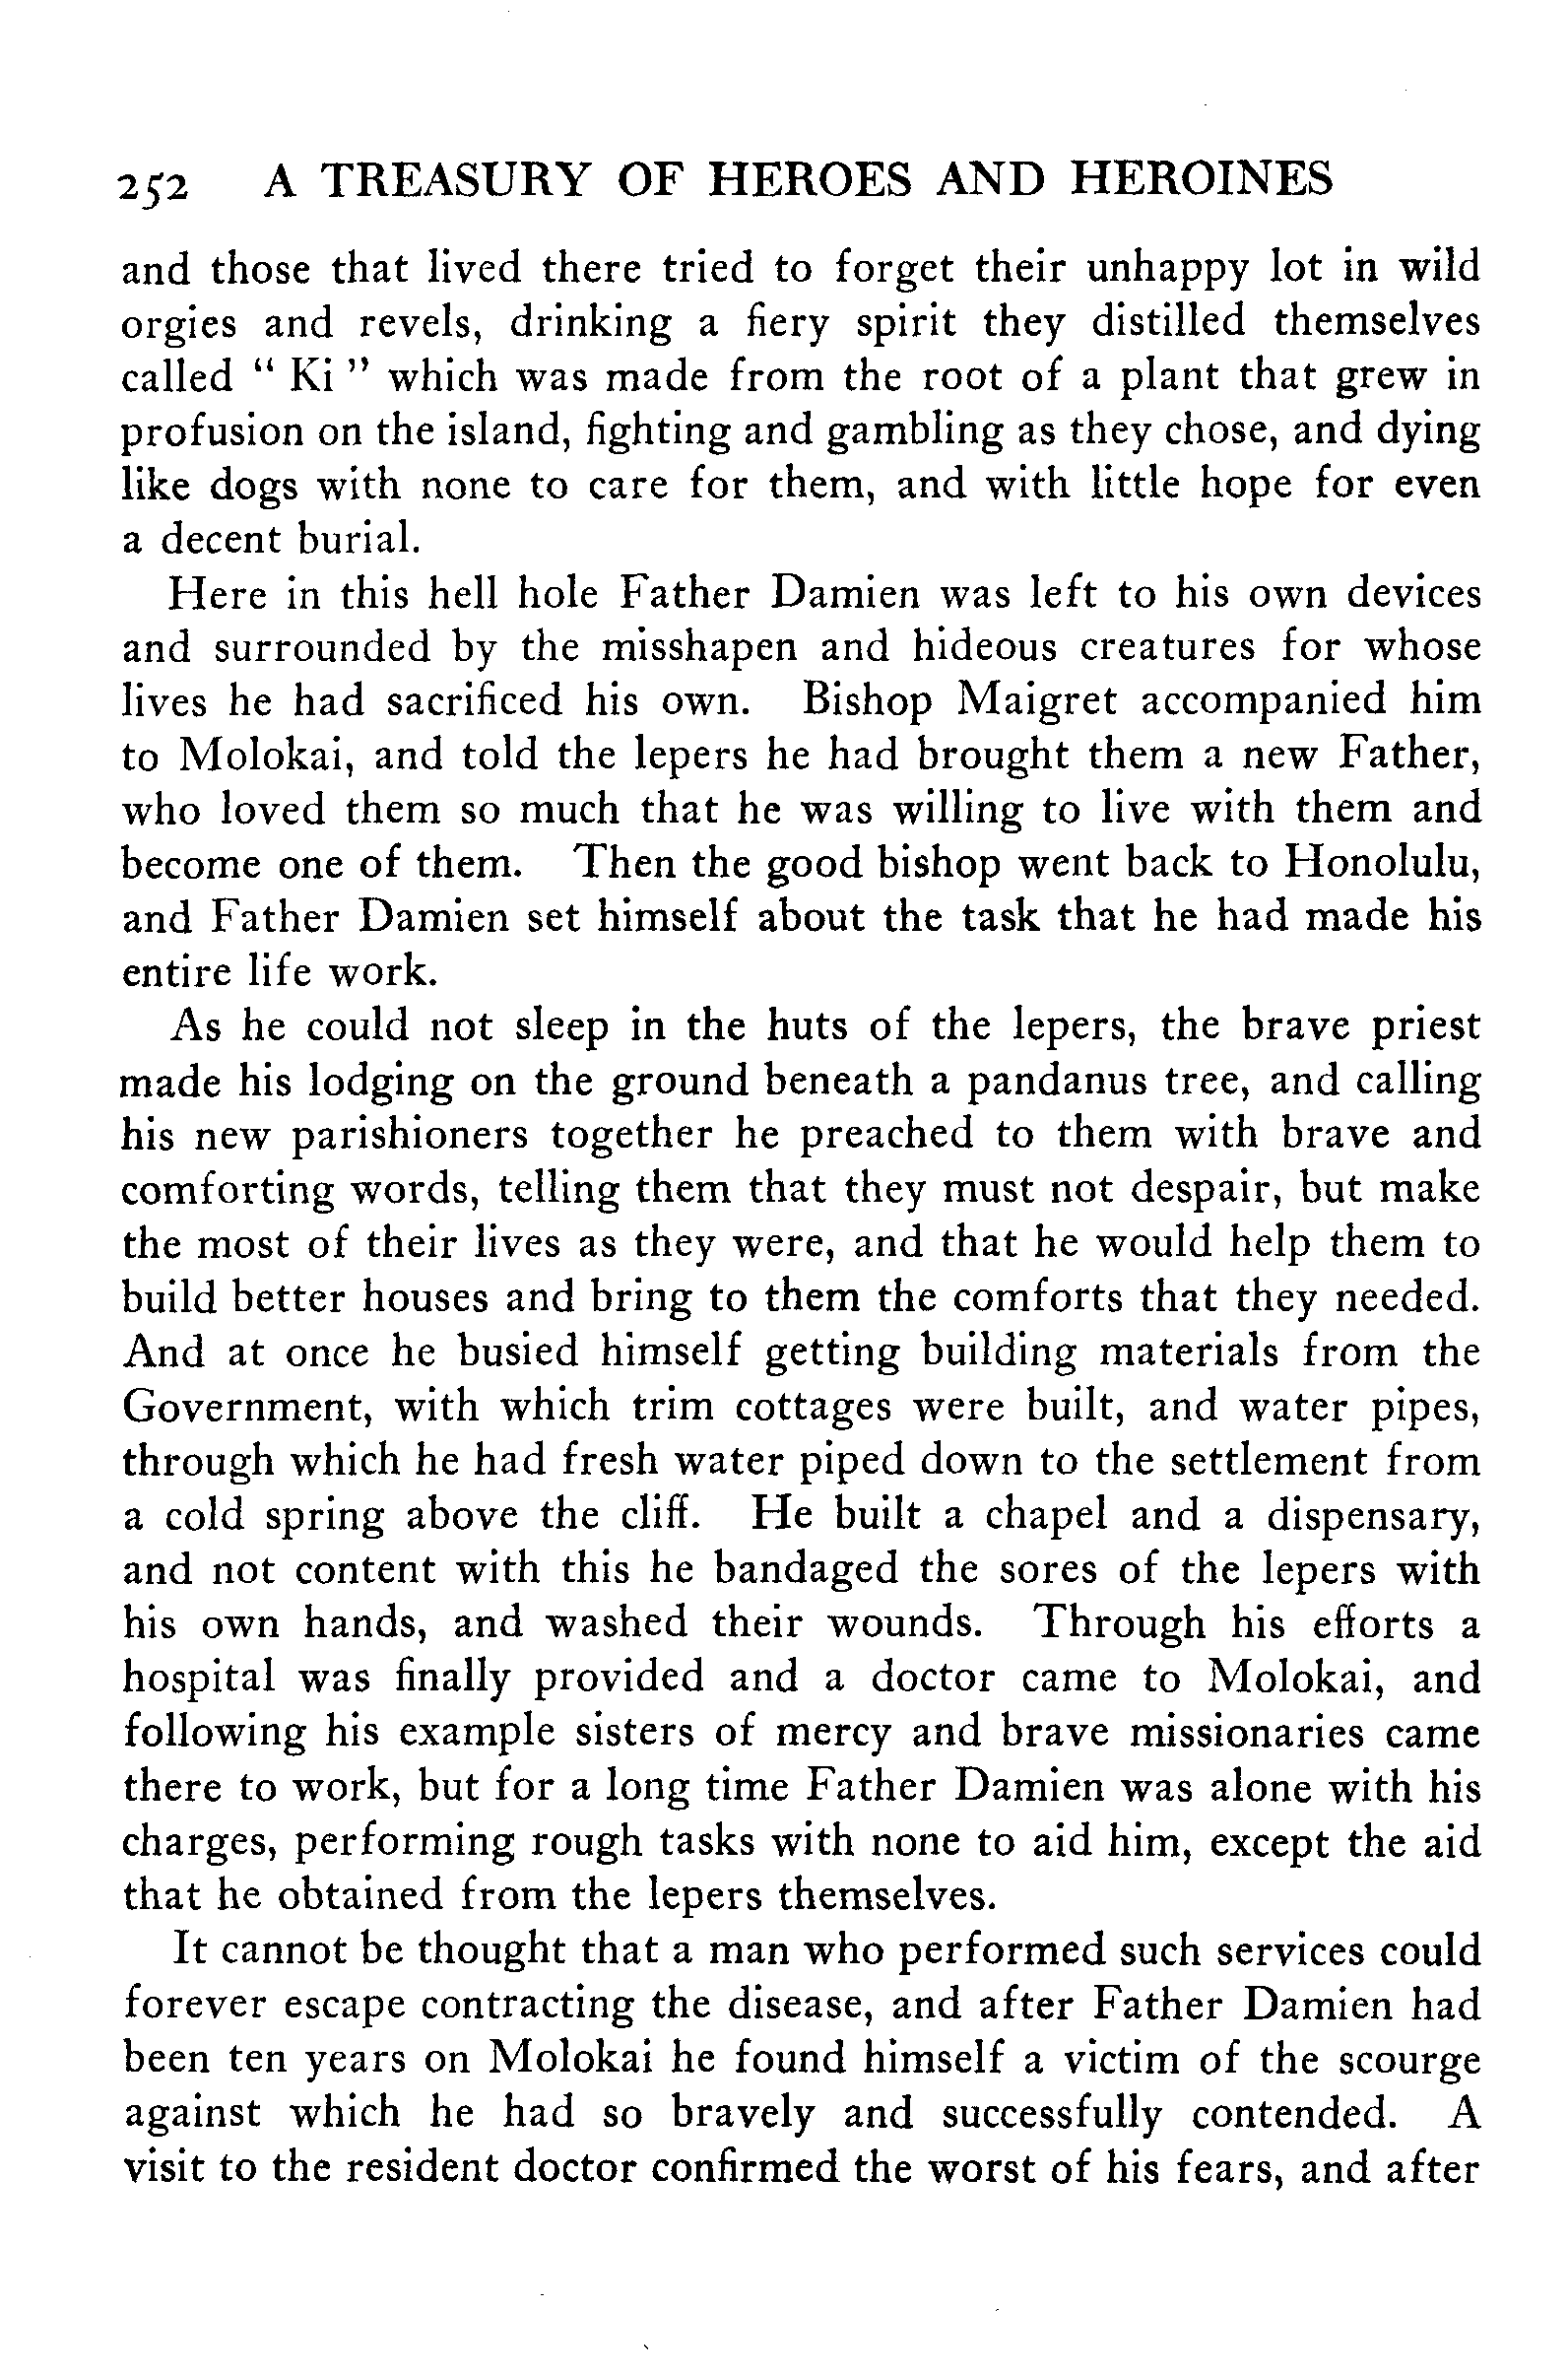 252 A TREASURY OF HEROES AND HEROINES
and those that lived there tried to forget their unhappy lot in wild
orgies and revels, drinking a fiery spirit they distilled themselves
called “ Ki ” which was made from the root of a plant that grew in
profusion on the island, fighting and gambling as they chose, and dying
like dogs with none to care for them, and with little hope for even
a decent burial.
Here in this hell hole Father Damien was left to his own devices
and surrounded by the misshapen and hideous creatures for whose
lives he had sacrificed his own. Bishop Maigret accompanied him
to Molokai, and told the lepers he had brought them a new Father,
who loved them so much that he was willing to live with them and
become one of them. Then the good bishop went back to Honolulu,
and Father Damien set himself about the task that he had made his
entire life work.
As he could not sleep in the huts of the lepers, the brave priest
made his lodging on the ground beneath a pandanus tree, and calling
his new parishioners together he preached to them with brave and
comforting words, telling them that they must not despair, but make
the most of their lives as they were, and that he would help them to
build better houses and bring to them the comforts that they needed.
And at once he busied himself getting building materials from the
Government, with which trim cottages were built, and water pipes,
through which he had fresh water piped down to the settlement from
a cold spring above the cliff. He built a chapel and a dispensary,
and not content with this he bandaged the sores of the lepers with
his own hands, and washed their wounds. Through his efforts a
hospital was finally provided and a doctor came to Molokai, and
following his example sisters of mercy and brave missionaries came
there to work, but for a long time Father Damien was alone with his
charges, performing rough tasks with none to aid him, except the aid
that he obtained from the lepers themselves.
It cannot be thought that a man who performed such services could
forever escape contracting the disease, and after Father Damien had
been ten years on Molokai he found himself a victim of the scourge
against which he had so bravely and successfully contended. A
visit to the resident doctor confirmed the worst of his fears, and after